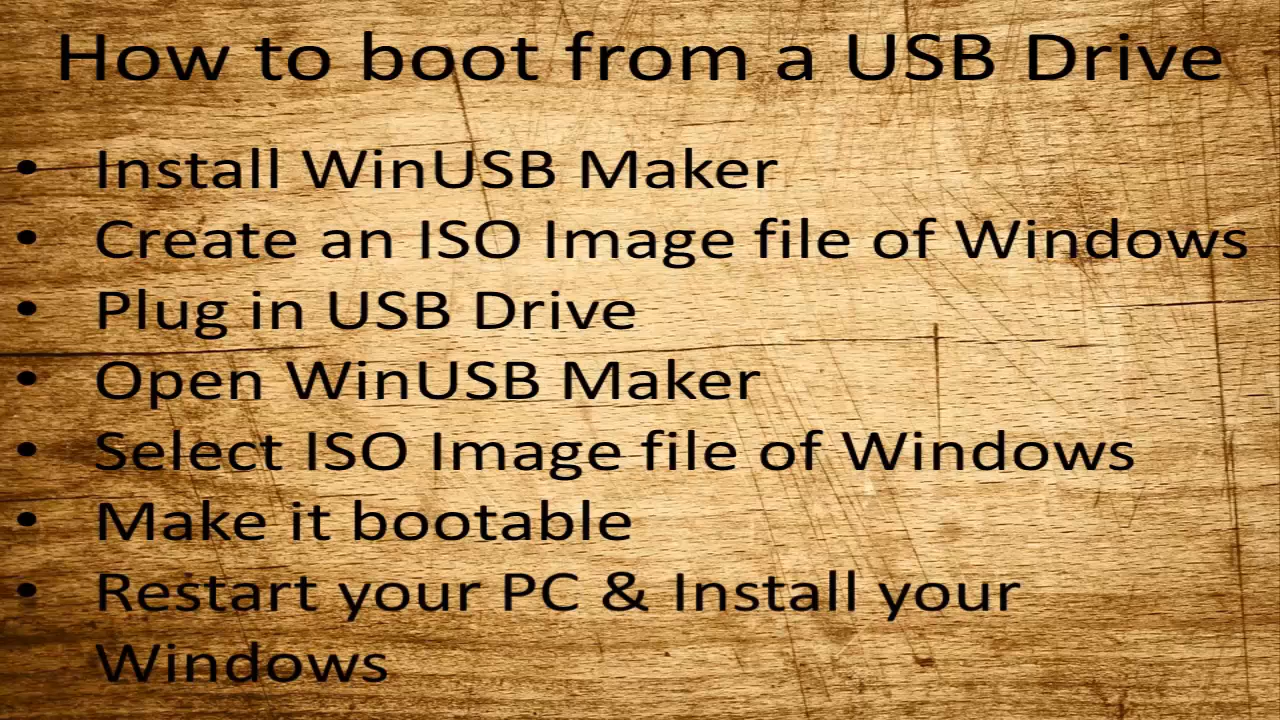 How to boot from a USB Drive
• Install WinUSB Maker
• Create an ISO Image file of Windows
• Plug in USB Drive
• Open WinUSB Maker
• Select ISO Image file of Windows
• Make it bootable
• Restart your PC & Install your
Windows